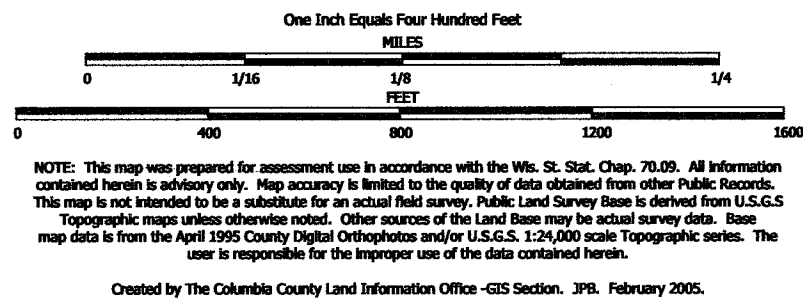 One Inch Equals Four Hundred Feet
MILES
0 1/16 1/8 1/4
FEET
0 400 800 1200 1600
NOTE: This map was prepared for assessment use in accordance with the Wis. St. Stat. Chap. 70.09. All information
contained herein is advisory only. Map accuracy is limited to the quality of data obtained from other Public Records.
This map is not intended to be a substitute for an actual field survey. Public Land Survey Base is derived from U.S.G.S
Topographic maps unless otherwise noted. Other sources of the Land Base may be actual survey data. Base
map data is from the April 1995 County Digital Orthophotos and/or U.S.G.S. 1:24,000 scale Topographic series. The
user is responsible for the improper use of the data contained herein.
Created by The Columbia County Land Information Office -GIS Section. JPB. February 2005.